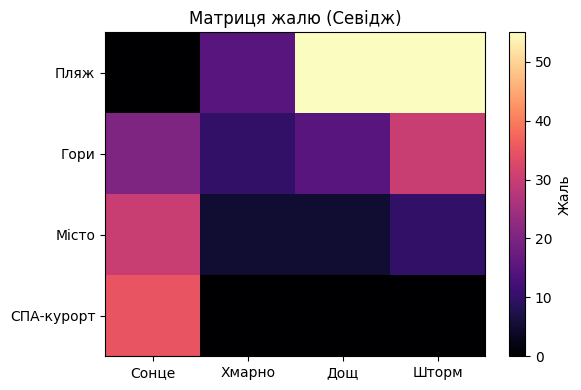 Матриця жалю (Севідж)
Пляж
Гори
Місто
СПА-курорт
Сонце
Хмарно
Дощ
Шторм
50
40
30
20
10
0
Жаль